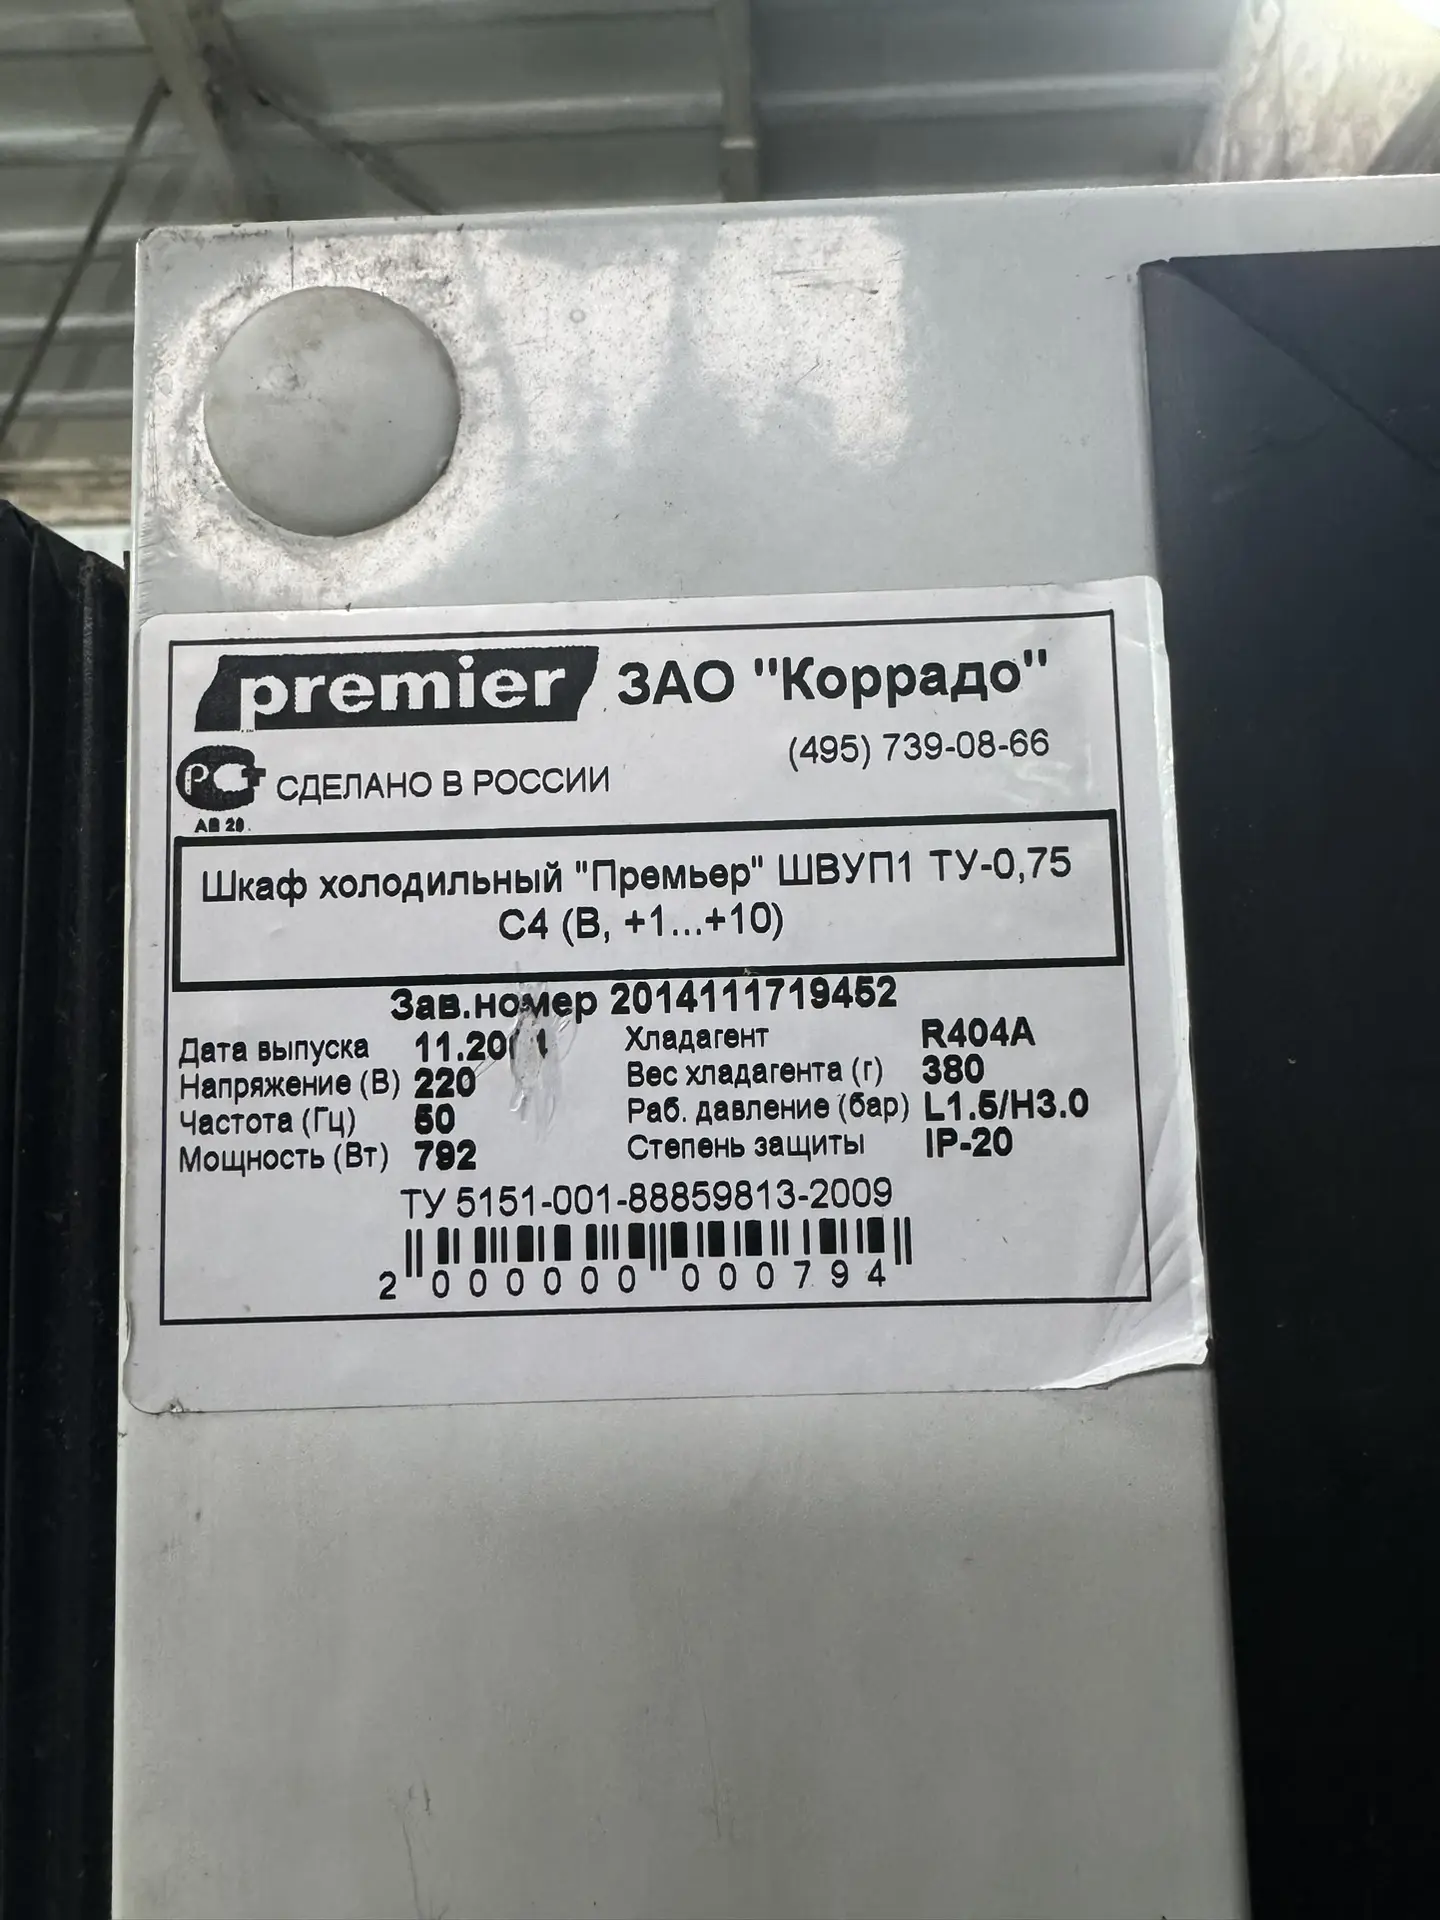 premier ЗАО "Коррадо"
(495) 739-08-66
РСТ СДЕЛАНО В РОССИИ
Шкаф холодильный "Премьер" ШВУП1 ТУ-0,75
С4 (В, +1...+10)
Зав.номер 2014111719452
Дата выпуска Хладагент R404A
Напряжение (В) 220 Вес хладагента (г) 380
Частота (Гц) 50 Раб. давление (бар) L1.5/H3.0
Мощность (Вт) 792 Степень защиты IP-20
ТУ 5151-001-88859813-2009
2 000000 000794